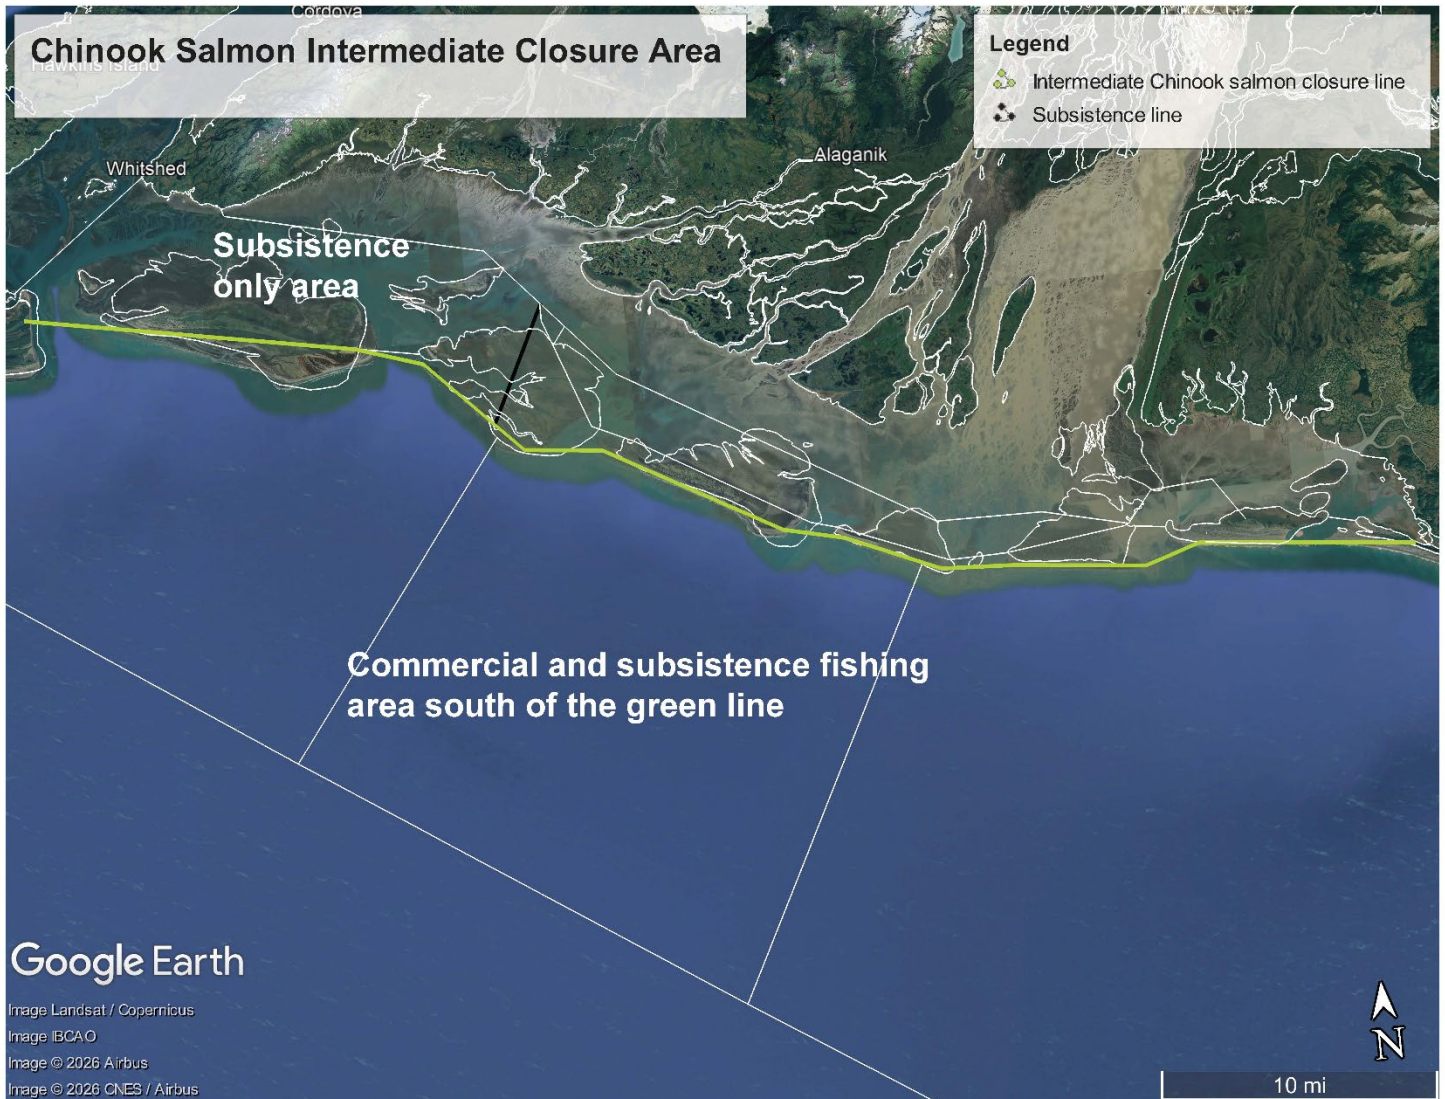 Cordova
Chinook Salmon Intermediate Closure Area
Hawkins Island
Legend
Intermediate Chinook salmon closure line
Subsistence line
Whitshed
Alaganik
Subsistence
only area
Commercial and subsistence fishing
area south of the green line
Google Earth
Image Landsat / Copernicus
Image IBCAO
Image © 2026 Airbus
Image © 2026 CNES / Airbus
N
10 mi